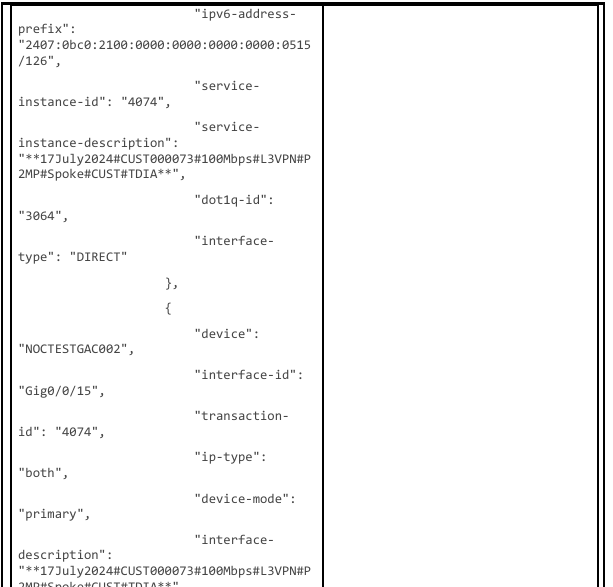 "ipv6-address-
prefix":
"2407:0bc0:2100:0000:0000:0000:0000:0515
/126",
"service-
instance-id": "4074",
"service-
instance-description":
"**17July2024#CUST000073#100Mbps#L3VPN#P
2MP#Spoke#CUST#TDIA**",
"dot1q-id":
"3064",
"interface-
type": "DIRECT"
},
{
"device":
"NOCTESTGAC002",
"interface-id":
"Gig0/0/15",
"transaction-
id": "4074",
"ip-type":
"both",
"device-mode":
"primary",
"interface-
description":
"**17July2024#CUST000073#100Mbps#L3VPN#P
2MP#Spoke#CUST#TDIA**"